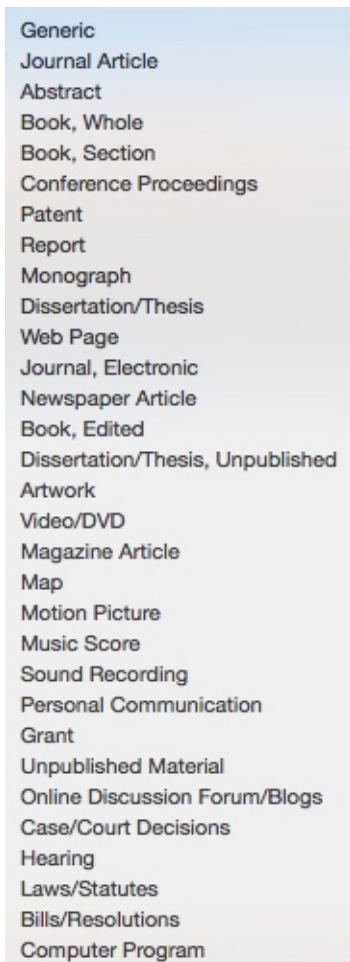 Generic
Journal Article
Abstract
Book, Whole
Book, Section
Conference Proceedings
Patent
Report
Monograph
Dissertation/Thesis
Web Page
Journal, Electronic
Newspaper Article
Book, Edited
Dissertation/Thesis, Unpublished
Artwork
Video/DVD
Magazine Article
Map
Motion Picture
Music Score
Sound Recording
Personal Communication
Grant
Unpublished Material
Online Discussion Forum/Blogs
Case/Court Decisions
Hearing
Laws/Statutes
Bills/Resolutions
Computer Program